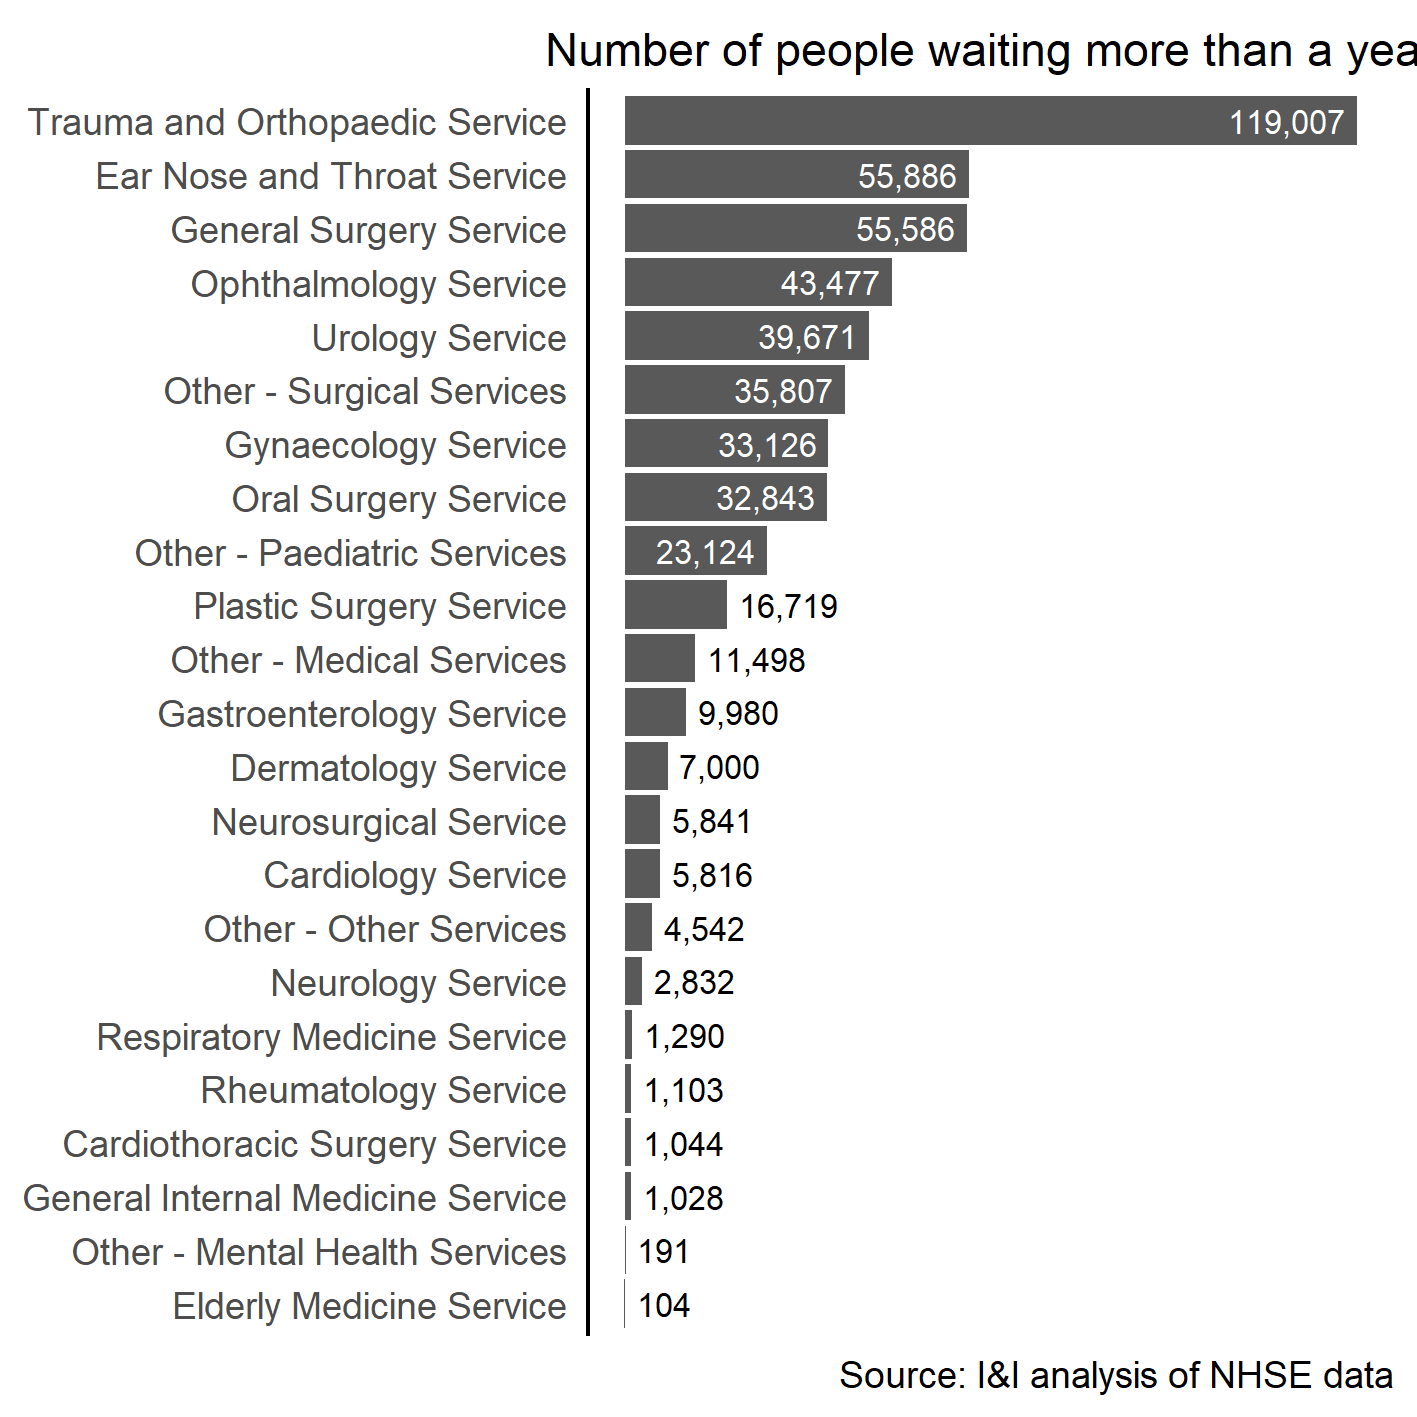 Number of people waiting more than a yea
Trauma and Orthopaedic Service 119,007
Ear Nose and Throat Service 55,886
General Surgery Service 55,586
Ophthalmology Service 43,477
Urology Service 39,671
Other - Surgical Services 35,807
Gynaecology Service 33,126
Oral Surgery Service 32,843
Other - Paediatric Services 23,124
Plastic Surgery Service 16,719
Other - Medical Services 11,498
Gastroenterology Service 9,980
Dermatology Service 7,000
Neurosurgical Service 5,841
Cardiology Service 5,816
Other - Other Services 4,542
Neurology Service 2,832
Respiratory Medicine Service 1,290
Rheumatology Service 1,103
Cardiothoracic Surgery Service 1,044
General Internal Medicine Service 1,028
Other - Mental Health Services 191
Elderly Medicine Service 104
Source: I&I analysis of NHSE data